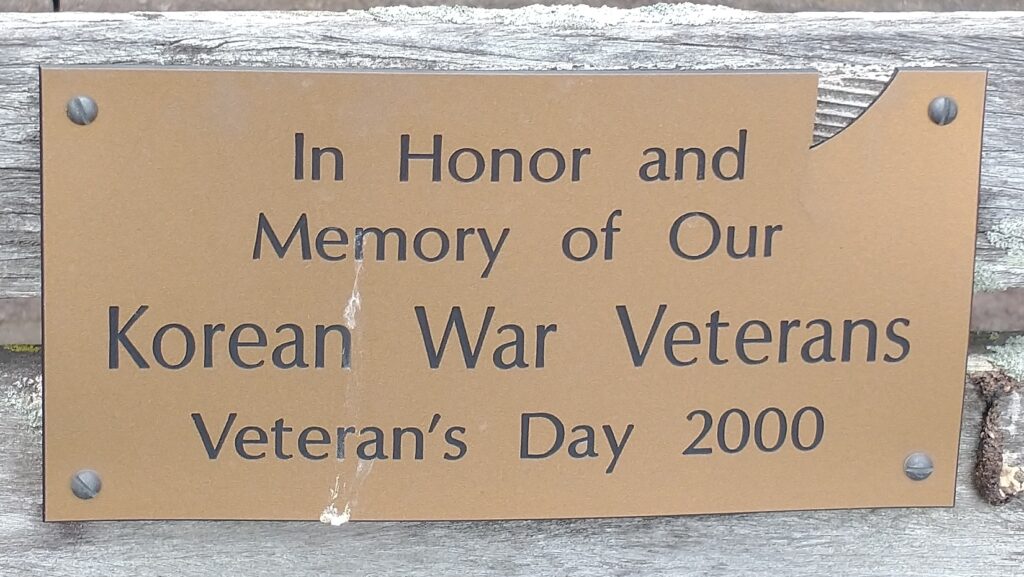 In Honor and
Memory of Our
Korean War Veterans
Veteran's Day 2000